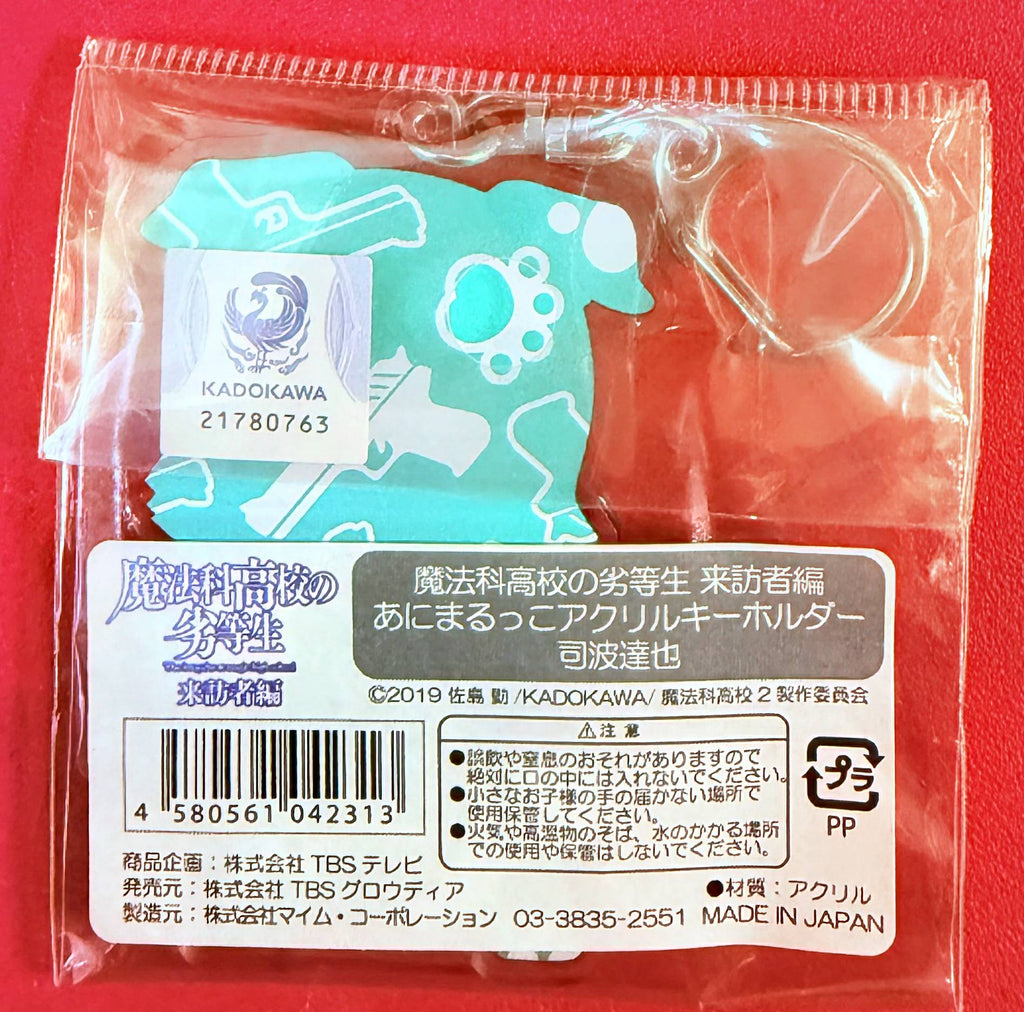 KADOKAWA
21780763
魔法科高校の
劣等生
来訪者編
魔法科高校の劣等生 来訪者編
あにまるっこアクリルキーホルダー
司波達也
©2019 佐島 勤/KADOKAWA/ 魔法科高校2製作委員会
4 580561 042313
⚠注意
●誤飲や窒息のおそれがありますので
絶対に口の中には入れないでください。
●小さなお子様の手の届かない場所で
使用保管してください。
●火気や高温物のそば、水のかかる場所
での使用や保管はしないでください。
プラ
PP
商品企画：株式会社TBSテレビ
発売元：株式会社TBSグロウディア
製造元：株式会社マイム・コーポレーション 03-3835-2551
●材質：アクリル
MADE IN JAPAN